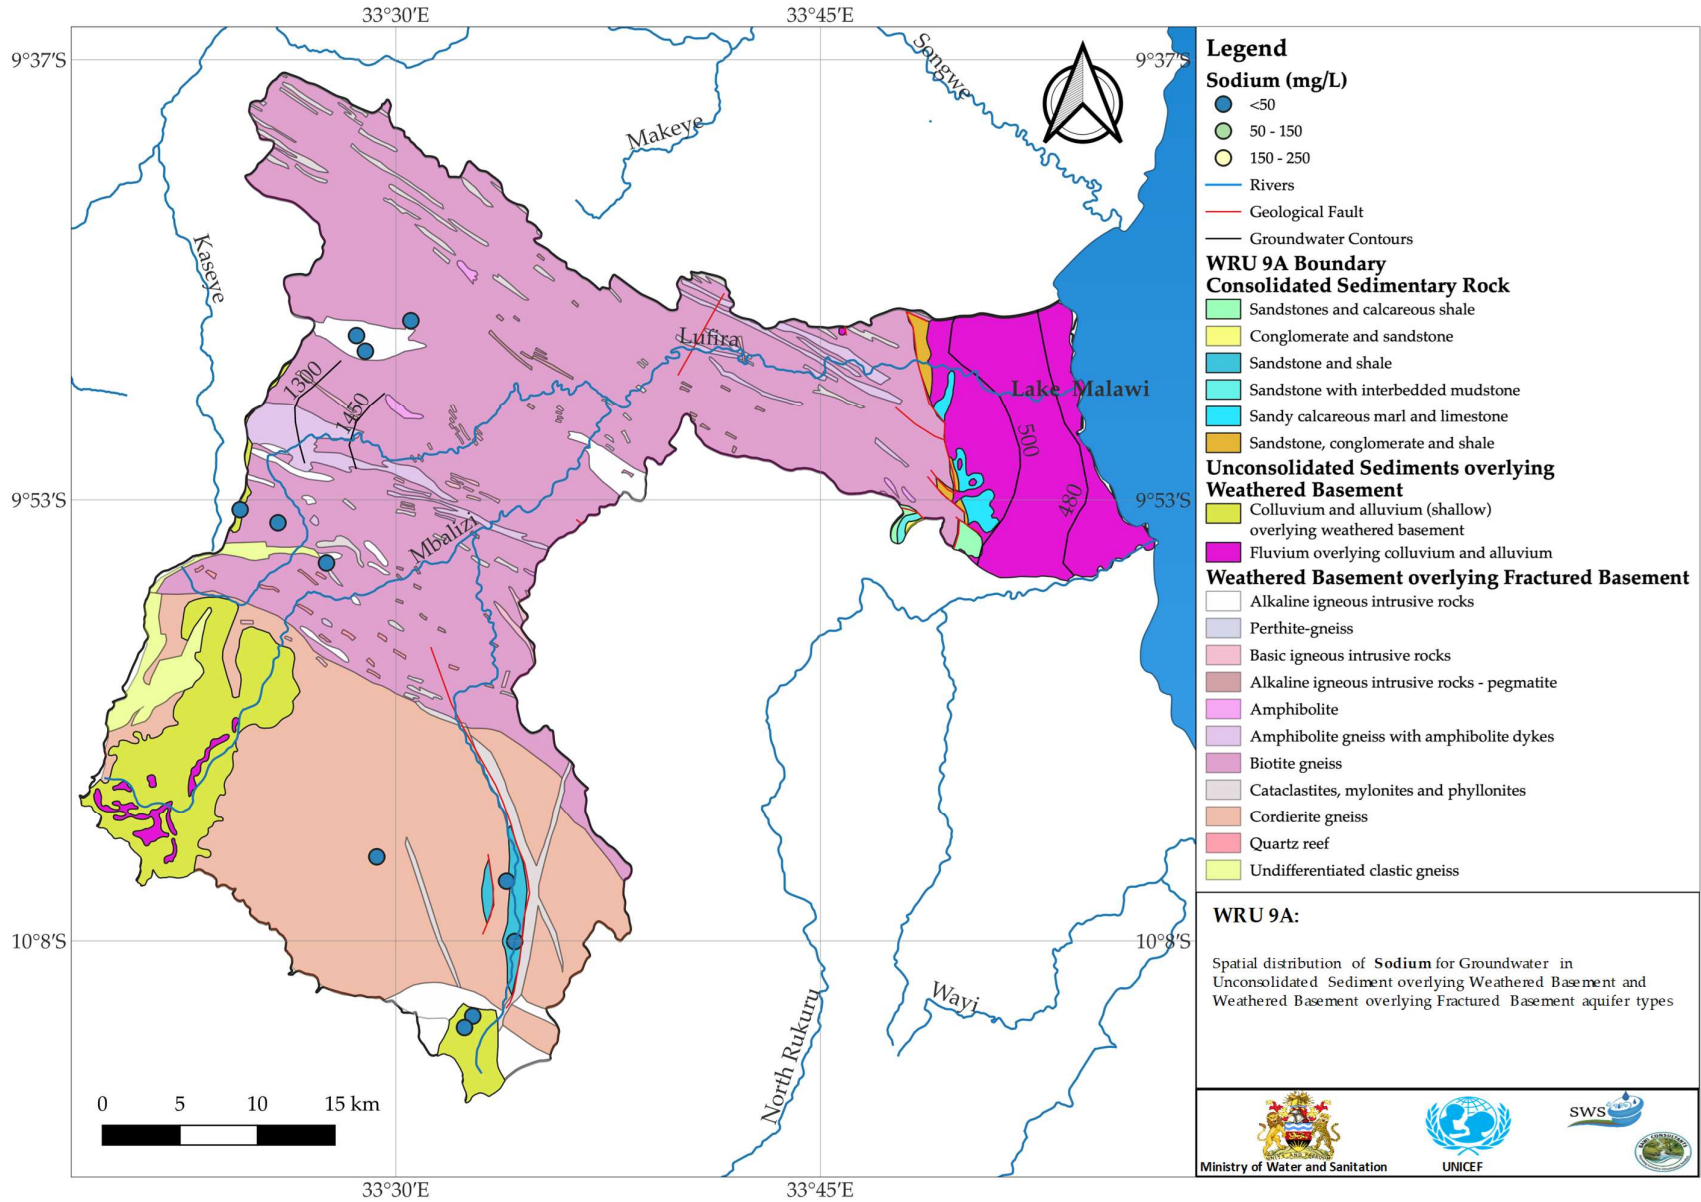 33°30′E
33°45′E
9°37′S
9°37′S
Songwe
Makeye
Kaseye
Lufira
Lake Malawi
1300
1450
500
480
9°53′S
9°53′S
Mbalizi
10°8′S
10°8′S
Wayi
North Rukuru
0 5 10 15 km
33°30′E
33°45′E
Legend
Sodium (mg/L)
<50
50 - 150
150 - 250
Rivers
Geological Fault
Groundwater Contours
WRU 9A Boundary
Consolidated Sedimentary Rock
Sandstones and calcareous shale
Conglomerate and sandstone
Sandstone and shale
Sandstone with interbedded mudstone
Sandy calcareous marl and limestone
Sandstone, conglomerate and shale
Unconsolidated Sediments overlying
Weathered Basement
Colluvium and alluvium (shallow)
overlying weathered basement
Fluvium overlying colluvium and alluvium
Weathered Basement overlying Fractured Basement
Alkaline igneous intrusive rocks
Perthite-gneiss
Basic igneous intrusive rocks
Alkaline igneous intrusive rocks - pegmatite
Amphibolite
Amphibolite gneiss with amphibolite dykes
Biotite gneiss
Cataclastites, mylonites and phyllonites
Cordierite gneiss
Quartz reef
Undifferentiated clastic gneiss
WRU 9A:
Spatial distribution of Sodium for Groundwater in
Unconsolidated Sediment overlying Weathered Basement and
Weathered Basement overlying Fractured Basement aquifer types
SWS
Ministry of Water and Sanitation
UNICEF